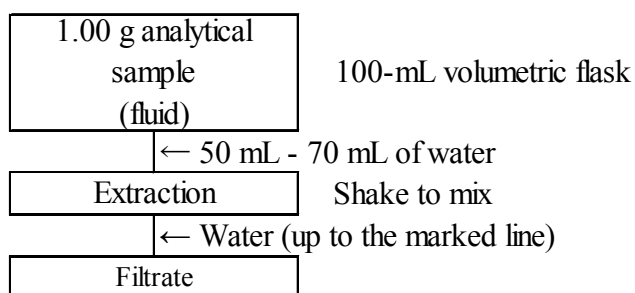 1.00 g analytical
sample
(fluid)
100-mL volumetric flask
← 50 mL - 70 mL of water
Extraction
Shake to mix
← Water (up to the marked line)
Filtrate